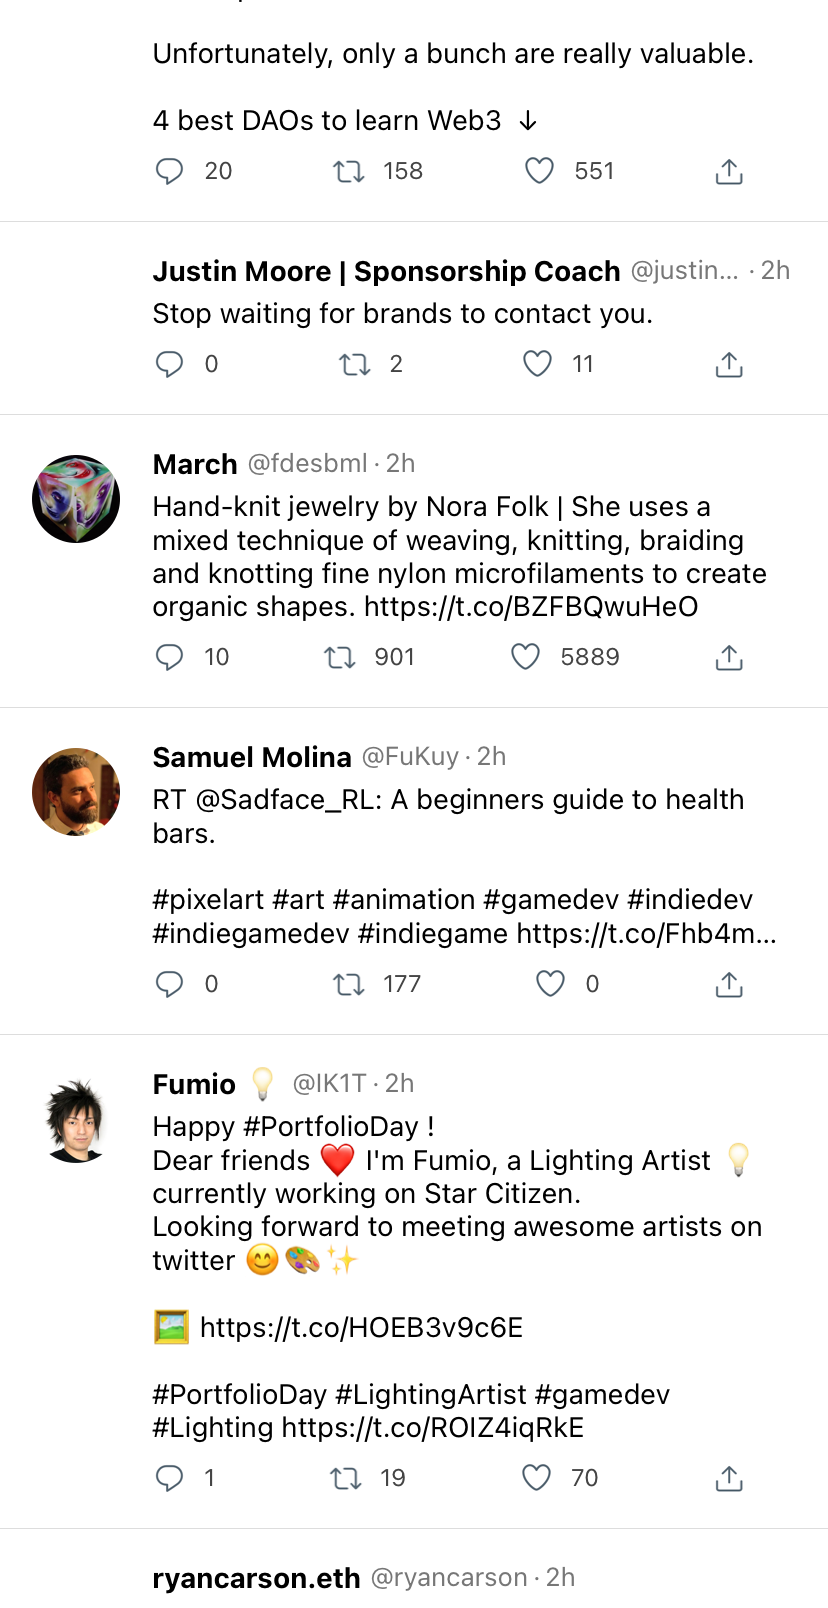 Unfortunately, only a bunch are really valuable.
4 best DAOs to learn Web3 ↓
20 158 551
Justin Moore | Sponsorship Coach @justin... · 2h
Stop waiting for brands to contact you.
0 2 11
March @fdesbml · 2h
Hand-knit jewelry by Nora Folk | She uses a
mixed technique of weaving, knitting, braiding
and knotting fine nylon microfilaments to create
organic shapes. https://t.co/BZFBQwuHeO
10 901 5889
Samuel Molina @FuKuy · 2h
RT @Sadface_RL: A beginners guide to health
bars.
#pixelart #art #animation #gamedev #indiedev
#indiegamedev #indiegame https://t.co/Fhb4m...
0 177 0
Fumio 💡 @IK1T · 2h
Happy #PortfolioDay !
Dear friends ❤️ I'm Fumio, a Lighting Artist 💡
currently working on Star Citizen.
Looking forward to meeting awesome artists on
twitter 😊🎨✨
🖼️ https://t.co/HOEB3v9c6E
#PortfolioDay #LightingArtist #gamedev
#Lighting https://t.co/ROIZ4iqRkE
1 19 70
ryancarson.eth @ryancarson · 2h